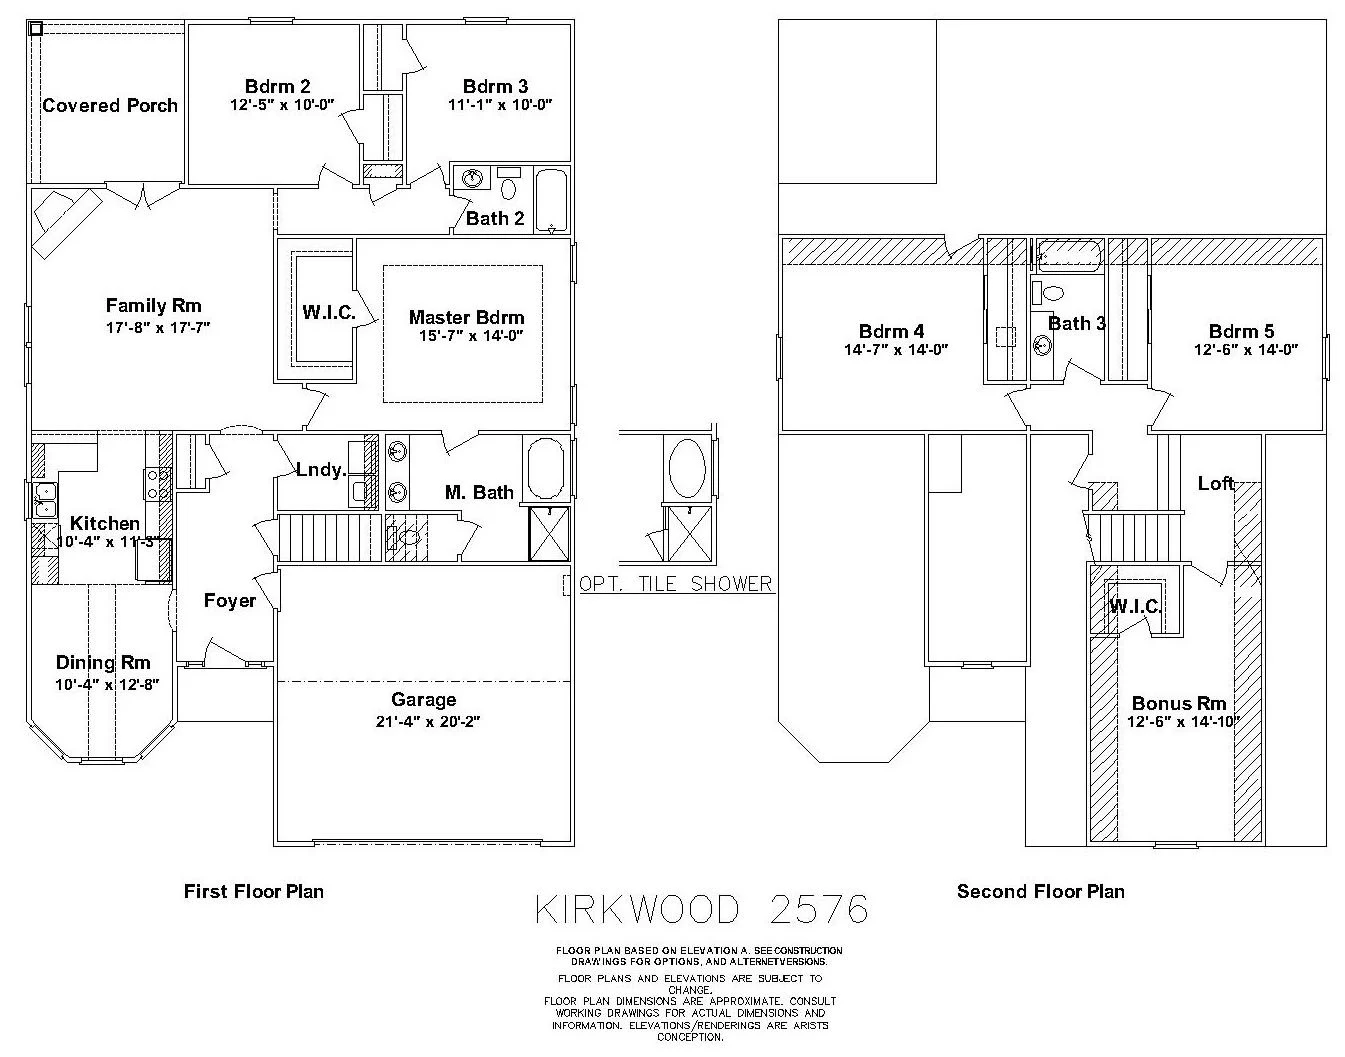 Covered Porch
Bdrm 2
12'-5" x 10'-0"
Bdrm 3
11'-1" x 10'-0"
Bath 2
Family Rm
17'-8" x 17'-7"
W.I.C.
Master Bdrm
15'-7" x 14'-0"
Lndy.
M. Bath
Kitchen
10'-4" x 11'-3"
Foyer
Dining Rm
10'-4" x 12'-8"
Garage
21'-4" x 20'-2"
OPT. TILE SHOWER
Bdrm 4
14'-7" x 14'-0"
Bath 3
Bdrm 5
12'-6" x 14'-0"
Loft
W.I.C.
Bonus Rm
12'-6" x 14'-10"
First Floor Plan
Second Floor Plan
KIRKWOOD 2576
FLOOR PLAN BASED ON ELEVATION A. SEE CONSTRUCTION
DRAWINGS FOR OPTIONS, AND ALTERNETVERSIONS.
FLOOR PLANS AND ELEVATIONS ARE SUBJECT TO
CHANGE.
FLOOR PLAN DIMENSIONS ARE APPROXIMATE. CONSULT
WORKING DRAWINGS FOR ACTUAL DIMENSIONS AND
INFORMATION. ELEVATIONS/RENDERINGS ARE ARISTS
CONCEPTION.